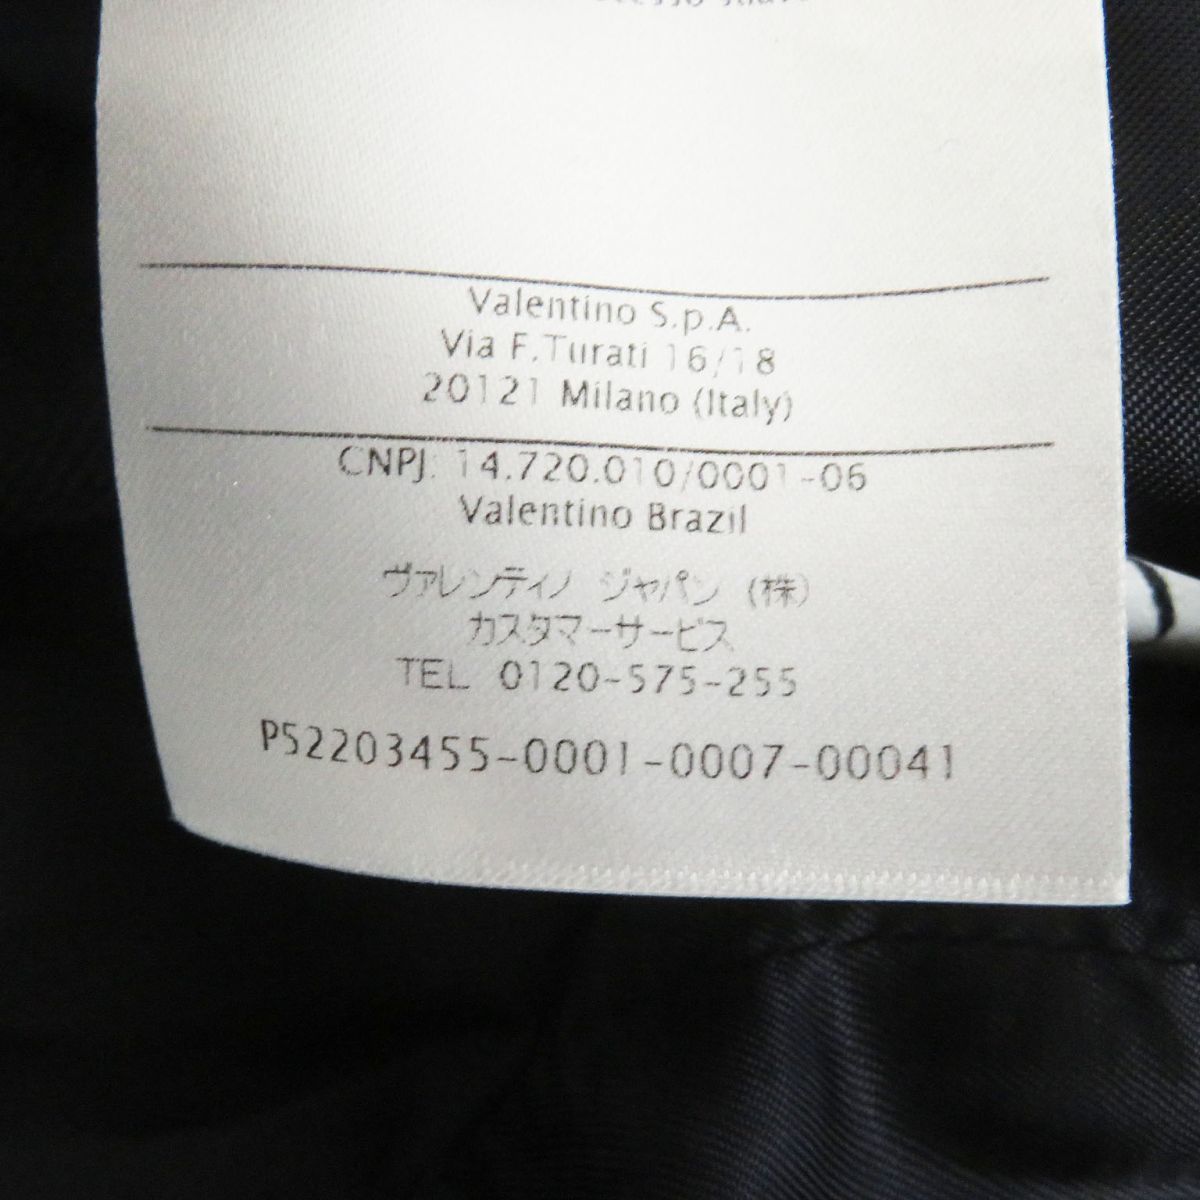 Valentino S.p.A.
Via F.Turati 16/18
20121 Milano (Italy)
CNPJ: 14.720.010/0001-06
Valentino Brazil
ヴァレンティノ ジャパン (株)
カスタマーサービス
TEL 0120-575-255
P52203455-0001-0007-00041